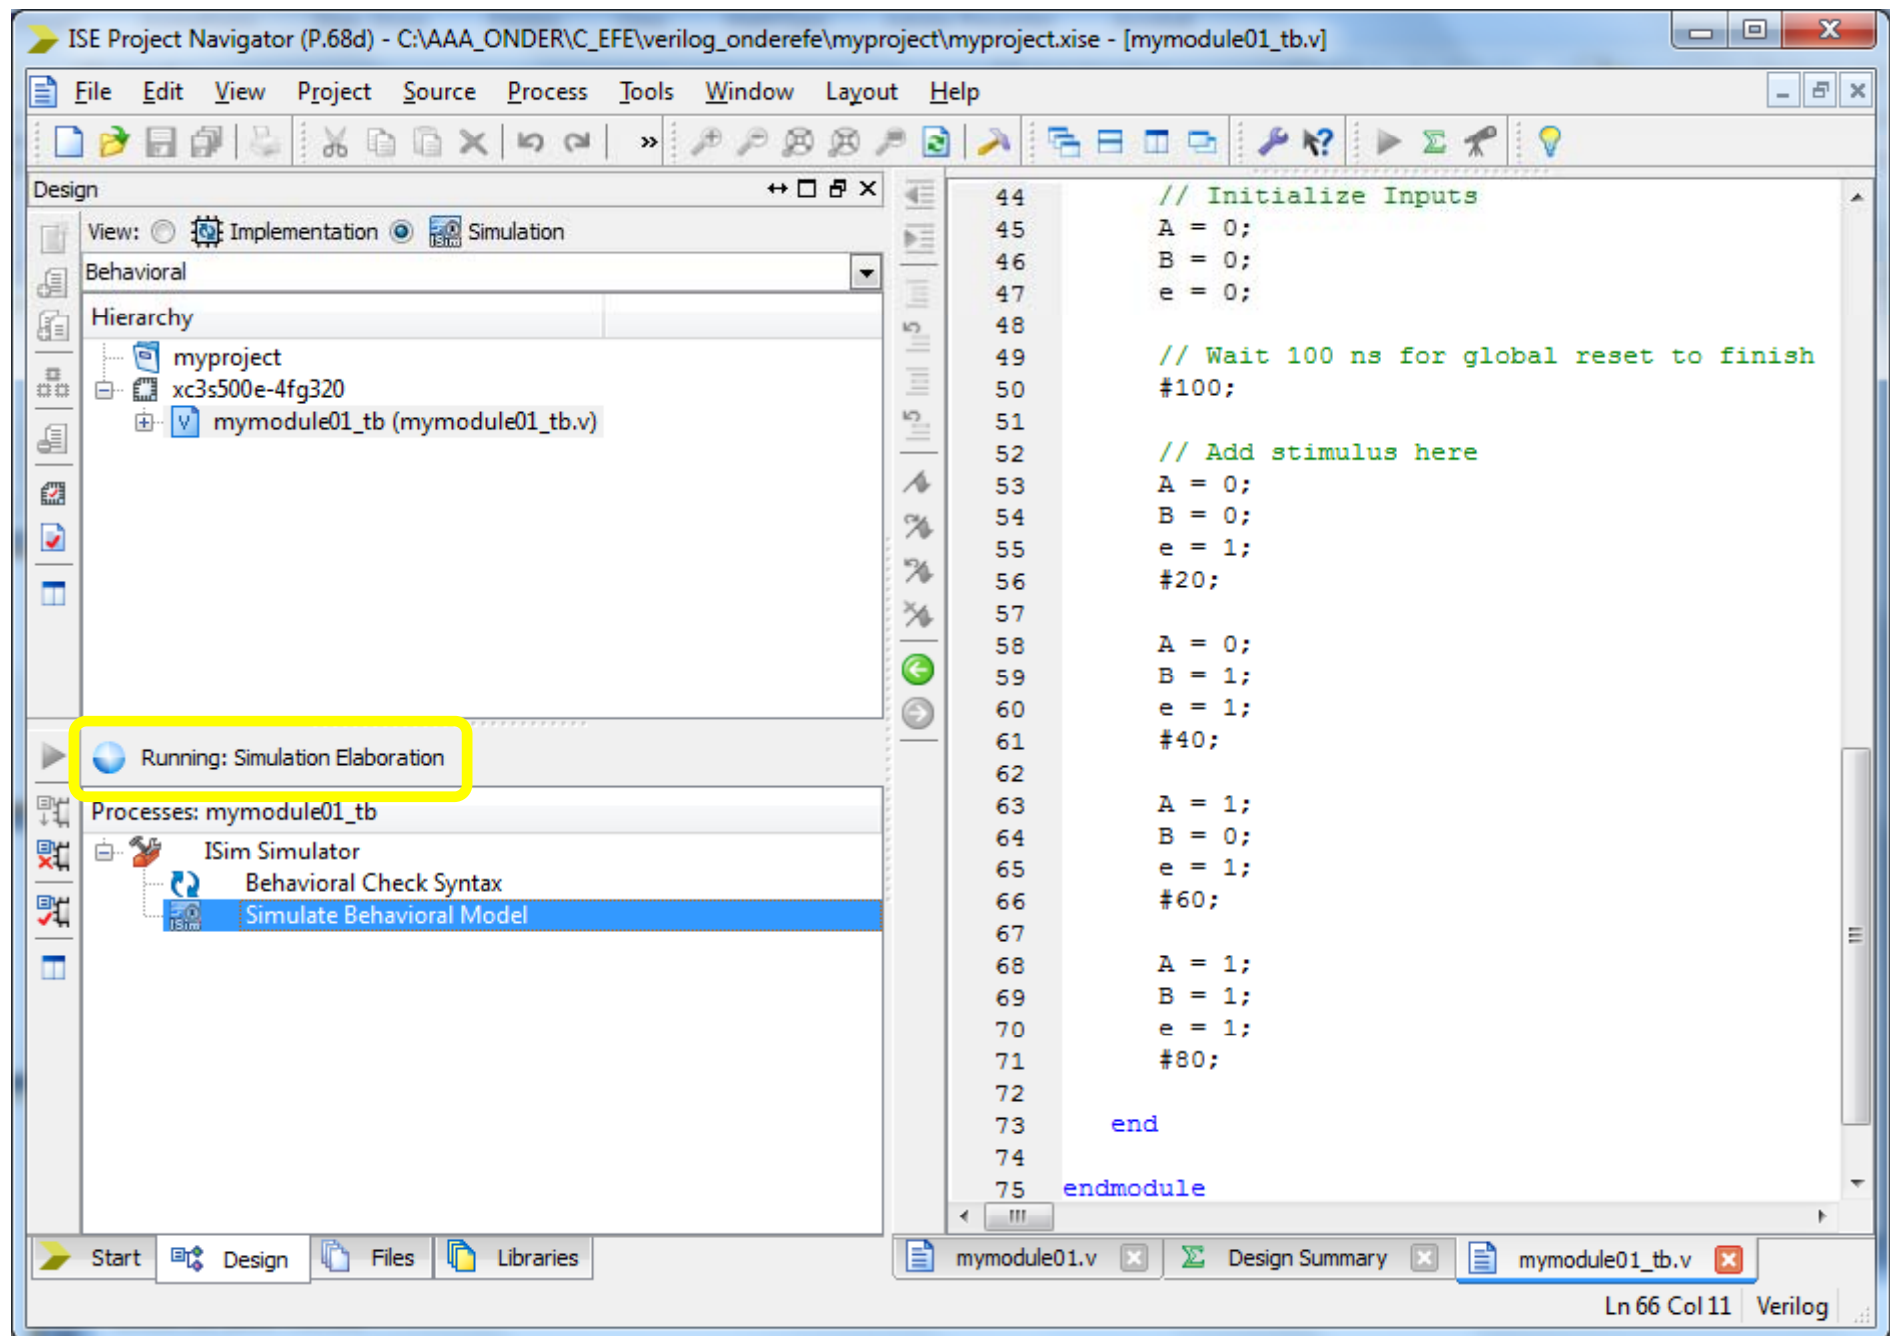 ISE Project Navigator (P.68d) - C:\AAA_ONDER\C_EFE\verilog_onderefe\myproject\myproject.xise - [mymodule01_tb.v]
File Edit View Project Source Process Tools Window Layout Help
Design
View: Implementation Simulation
Behavioral
Hierarchy
myproject
xc3s500e-4fg320
mymodule01_tb (mymodule01_tb.v)
Running: Simulation Elaboration
Processes: mymodule01_tb
ISim Simulator
Behavioral Check Syntax
Simulate Behavioral Model
Start Design Files Libraries
44 // Initialize Inputs
45 A = 0;
46 B = 0;
47 e = 0;
48
49 // Wait 100 ns for global reset to finish
50 #100;
51
52 // Add stimulus here
53 A = 0;
54 B = 0;
55 e = 1;
56 #20;
57
58 A = 0;
59 B = 1;
60 e = 1;
61 #40;
62
63 A = 1;
64 B = 0;
65 e = 1;
66 #60;
67
68 A = 1;
69 B = 1;
70 e = 1;
71 #80;
72
73 end
74
75 endmodule
mymodule01.v Design Summary mymodule01_tb.v
Ln 66 Col 11 Verilog